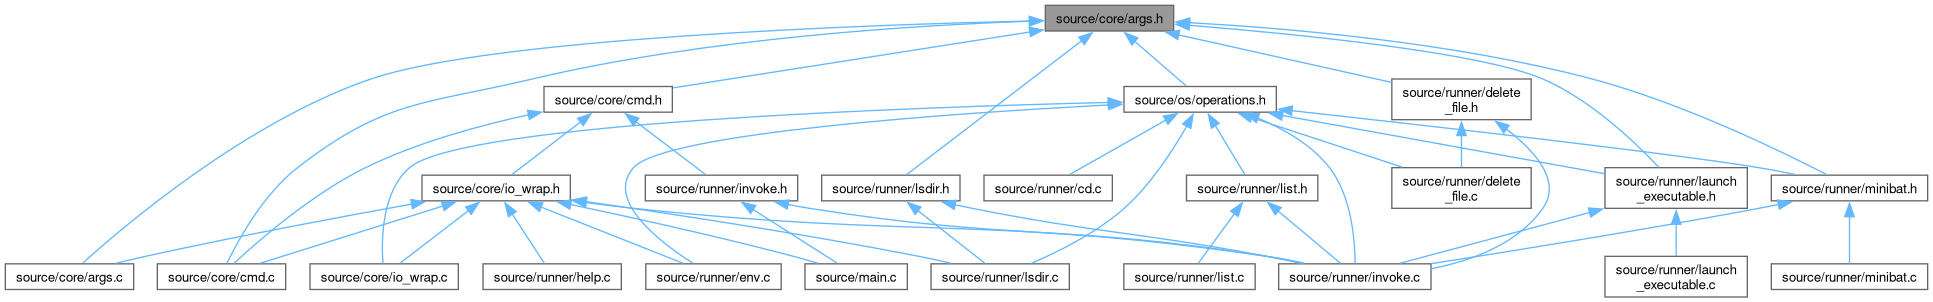 source/core/args.h
source/core/cmd.h
source/os/operations.h
source/runner/delete
_file.h
source/core/io_wrap.h
source/runner/invoke.h
source/runner/lsdir.h
source/runner/cd.c
source/runner/list.h
source/runner/delete
_file.c
source/runner/launch
_executable.h
source/runner/minibat.h
source/core/args.c
source/core/cmd.c
source/core/io_wrap.c
source/runner/help.c
source/runner/env.c
source/main.c
source/runner/lsdir.c
source/runner/list.c
source/runner/invoke.c
source/runner/launch
_executable.c
source/runner/minibat.c